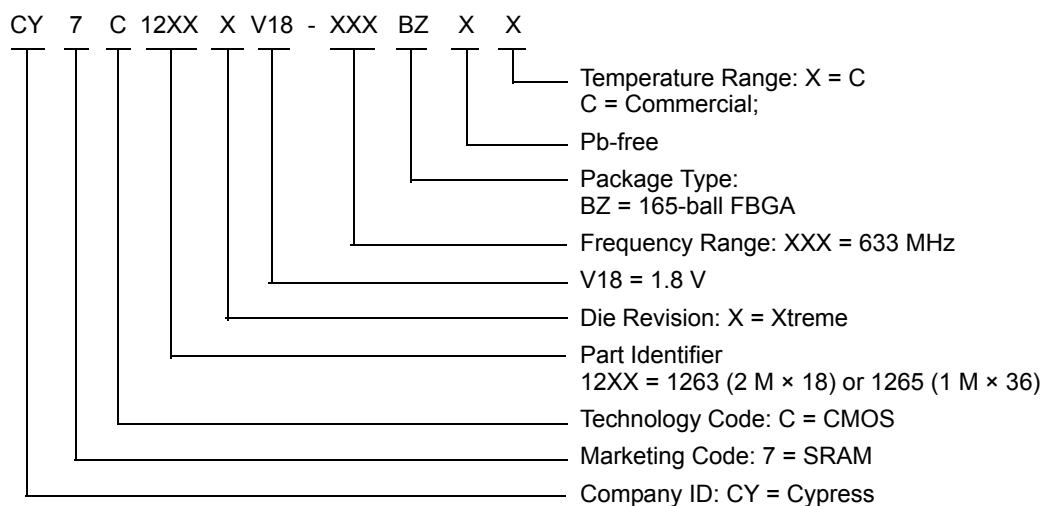 CY 7 C 12XX X V18 - XXX BZ X X
Temperature Range: X = C
C = Commercial;
Pb-free
Package Type:
BZ = 165-ball FBGA
Frequency Range: XXX = 633 MHz
V18 = 1.8 V
Die Revision: X = Xtreme
Part Identifier
12XX = 1263 (2 M × 18) or 1265 (1 M × 36)
Technology Code: C = CMOS
Marketing Code: 7 = SRAM
Company ID: CY = Cypress